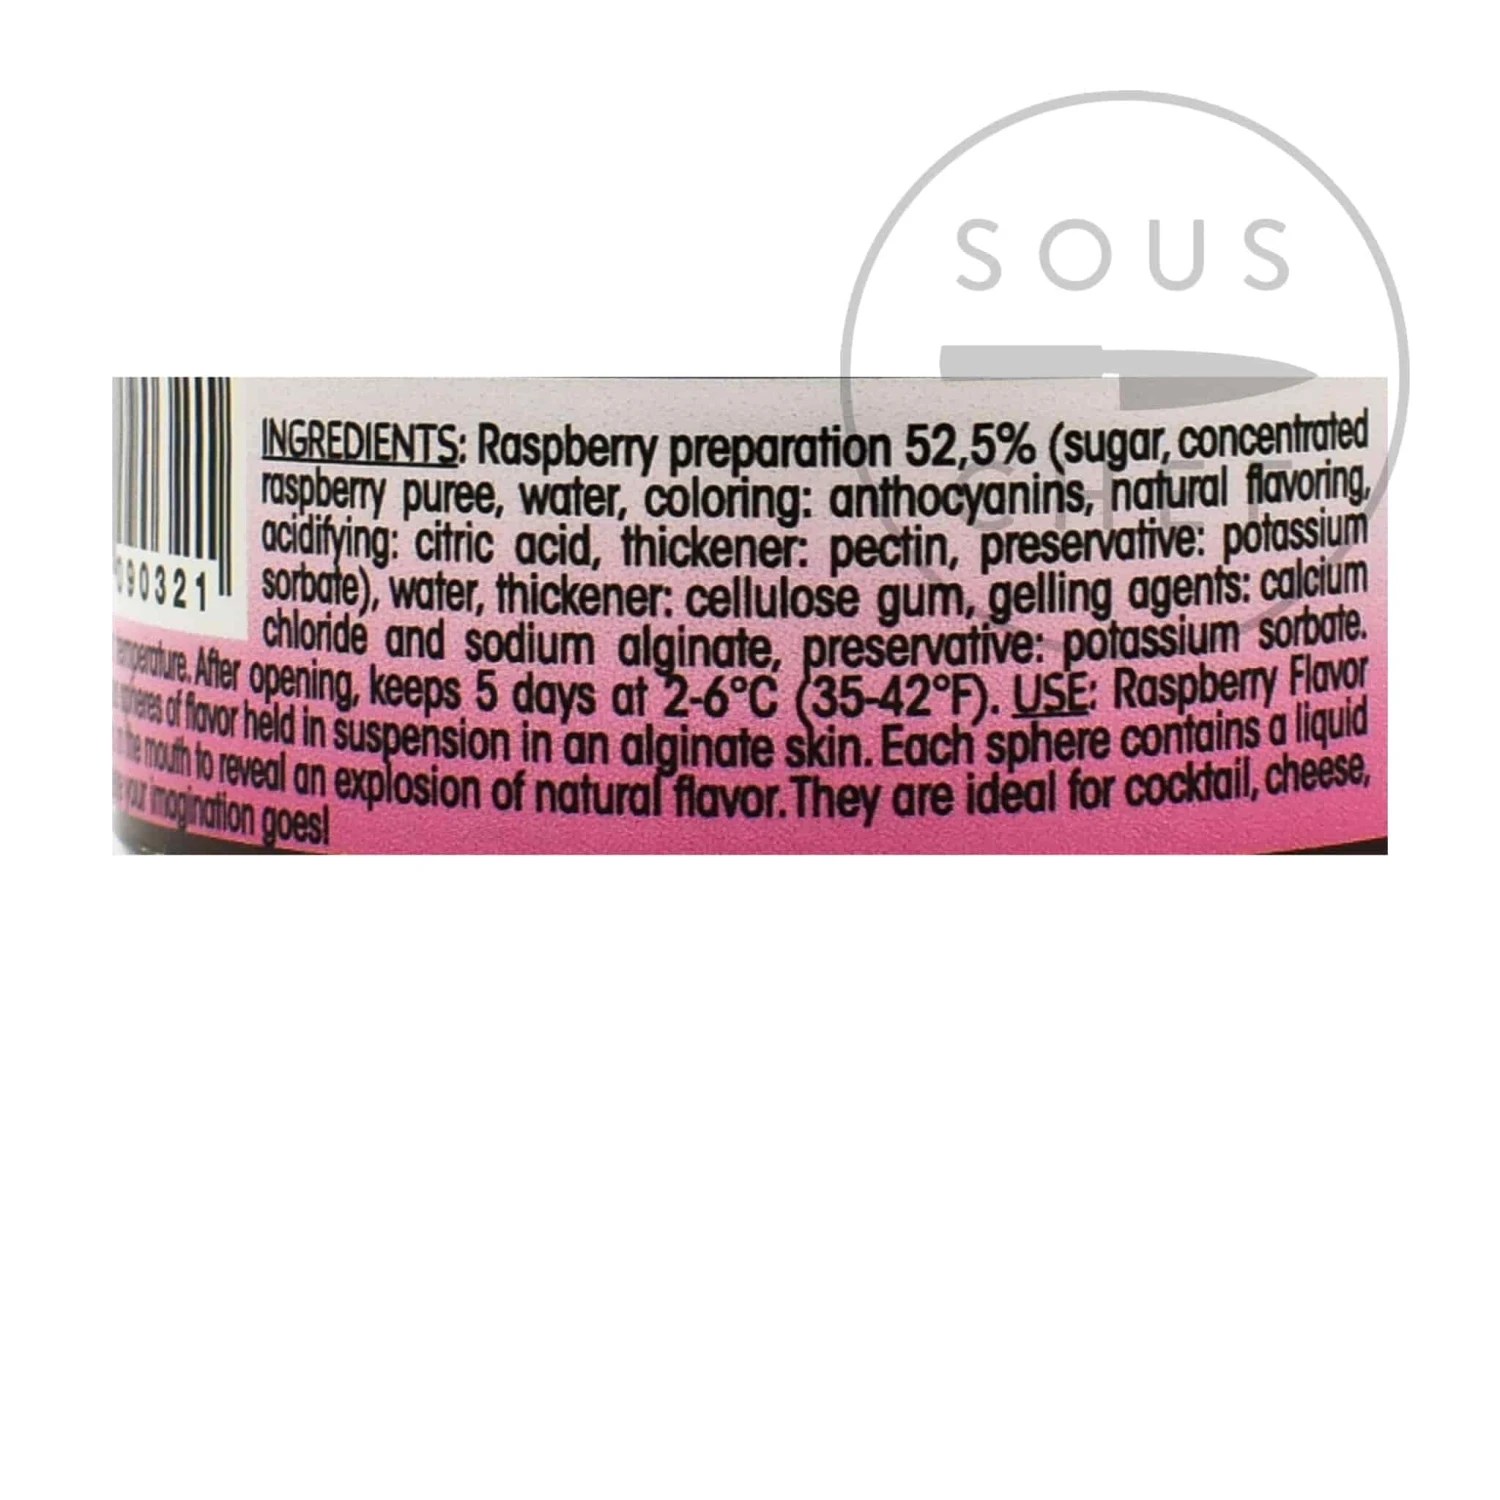 SOUS
CHEF
INGREDIENTS: Raspberry preparation 52,5% (sugar, concentrated
raspberry puree, water, coloring: anthocyanins, natural flavoring,
acidifying: citric acid, thickener: pectin, preservative: potassium
sorbate), water, thickener: cellulose gum, gelling agents: calcium
chloride and sodium alginate, preservative: potassium sorbate.
temperature. After opening, keeps 5 days at 2-6°C (35-42°F). USE: Raspberry Flavor
spheres of flavor held in suspension in an alginate skin. Each sphere contains a liquid
the mouth to reveal an explosion of natural flavor. They are ideal for cocktail, cheese,
your imagination goes!
090321